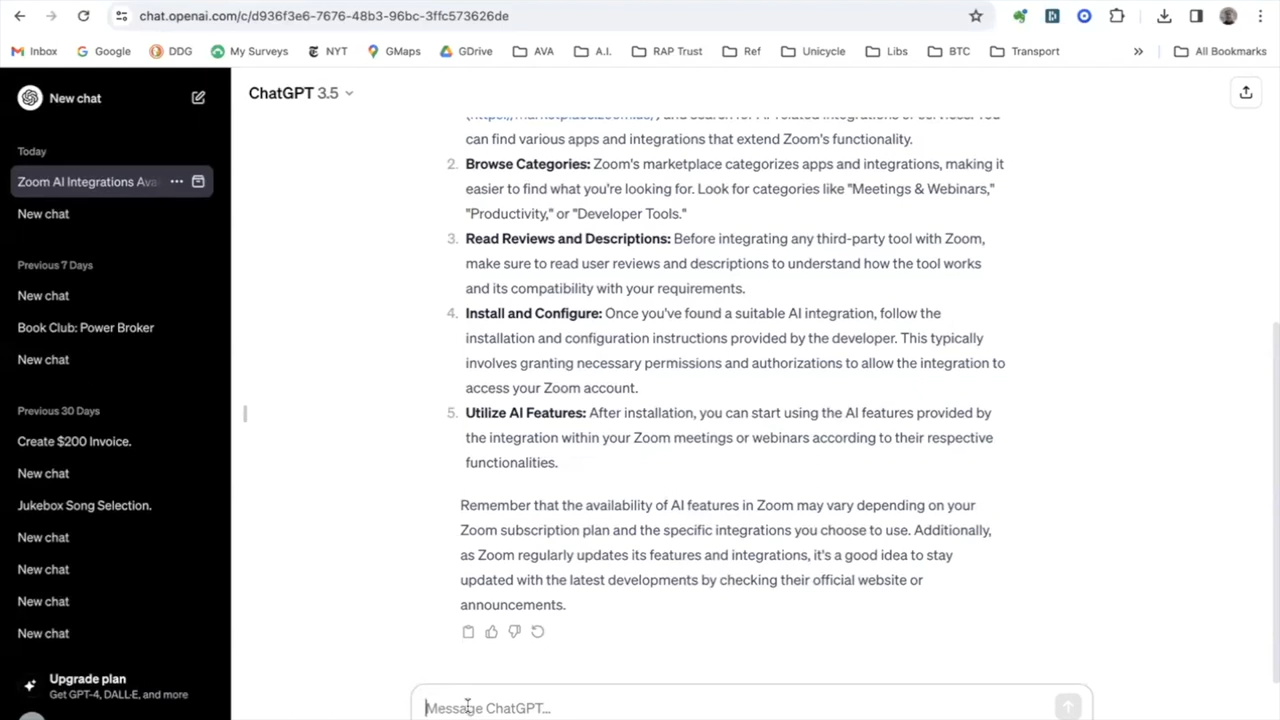 chat.openai.com/c/d936f3e6-7676-48b3-96bc-3ffc573626de
Inbox Google DDG My Surveys NYT GMaps GDrive AVA A.I. RAP Trust Ref Unicycle Libs BTC Transport » All Bookmarks
New chat
Today
Zoom AI Integrations Ava
New chat
Previous 7 Days
New chat
Book Club: Power Broker
New chat
Previous 30 Days
Create $200 Invoice.
New chat
Jukebox Song Selection.
New chat
New chat
New chat
New chat
Upgrade plan
Get GPT-4, DALL·E, and more
ChatGPT 3.5
(https://marketplace.zoom.us/) and search for AI-related integrations or services. You
can find various apps and integrations that extend Zoom's functionality.
2. Browse Categories: Zoom's marketplace categorizes apps and integrations, making it
easier to find what you're looking for. Look for categories like "Meetings & Webinars,"
"Productivity," or "Developer Tools."
3. Read Reviews and Descriptions: Before integrating any third-party tool with Zoom,
make sure to read user reviews and descriptions to understand how the tool works
and its compatibility with your requirements.
4. Install and Configure: Once you've found a suitable AI integration, follow the
installation and configuration instructions provided by the developer. This typically
involves granting necessary permissions and authorizations to allow the integration to
access your Zoom account.
5. Utilize AI Features: After installation, you can start using the AI features provided by
the integration within your Zoom meetings or webinars according to their respective
functionalities.
Remember that the availability of AI features in Zoom may vary depending on your
Zoom subscription plan and the specific integrations you choose to use. Additionally,
as Zoom regularly updates its features and integrations, it's a good idea to stay
updated with the latest developments by checking their official website or
announcements.
Message ChatGPT...